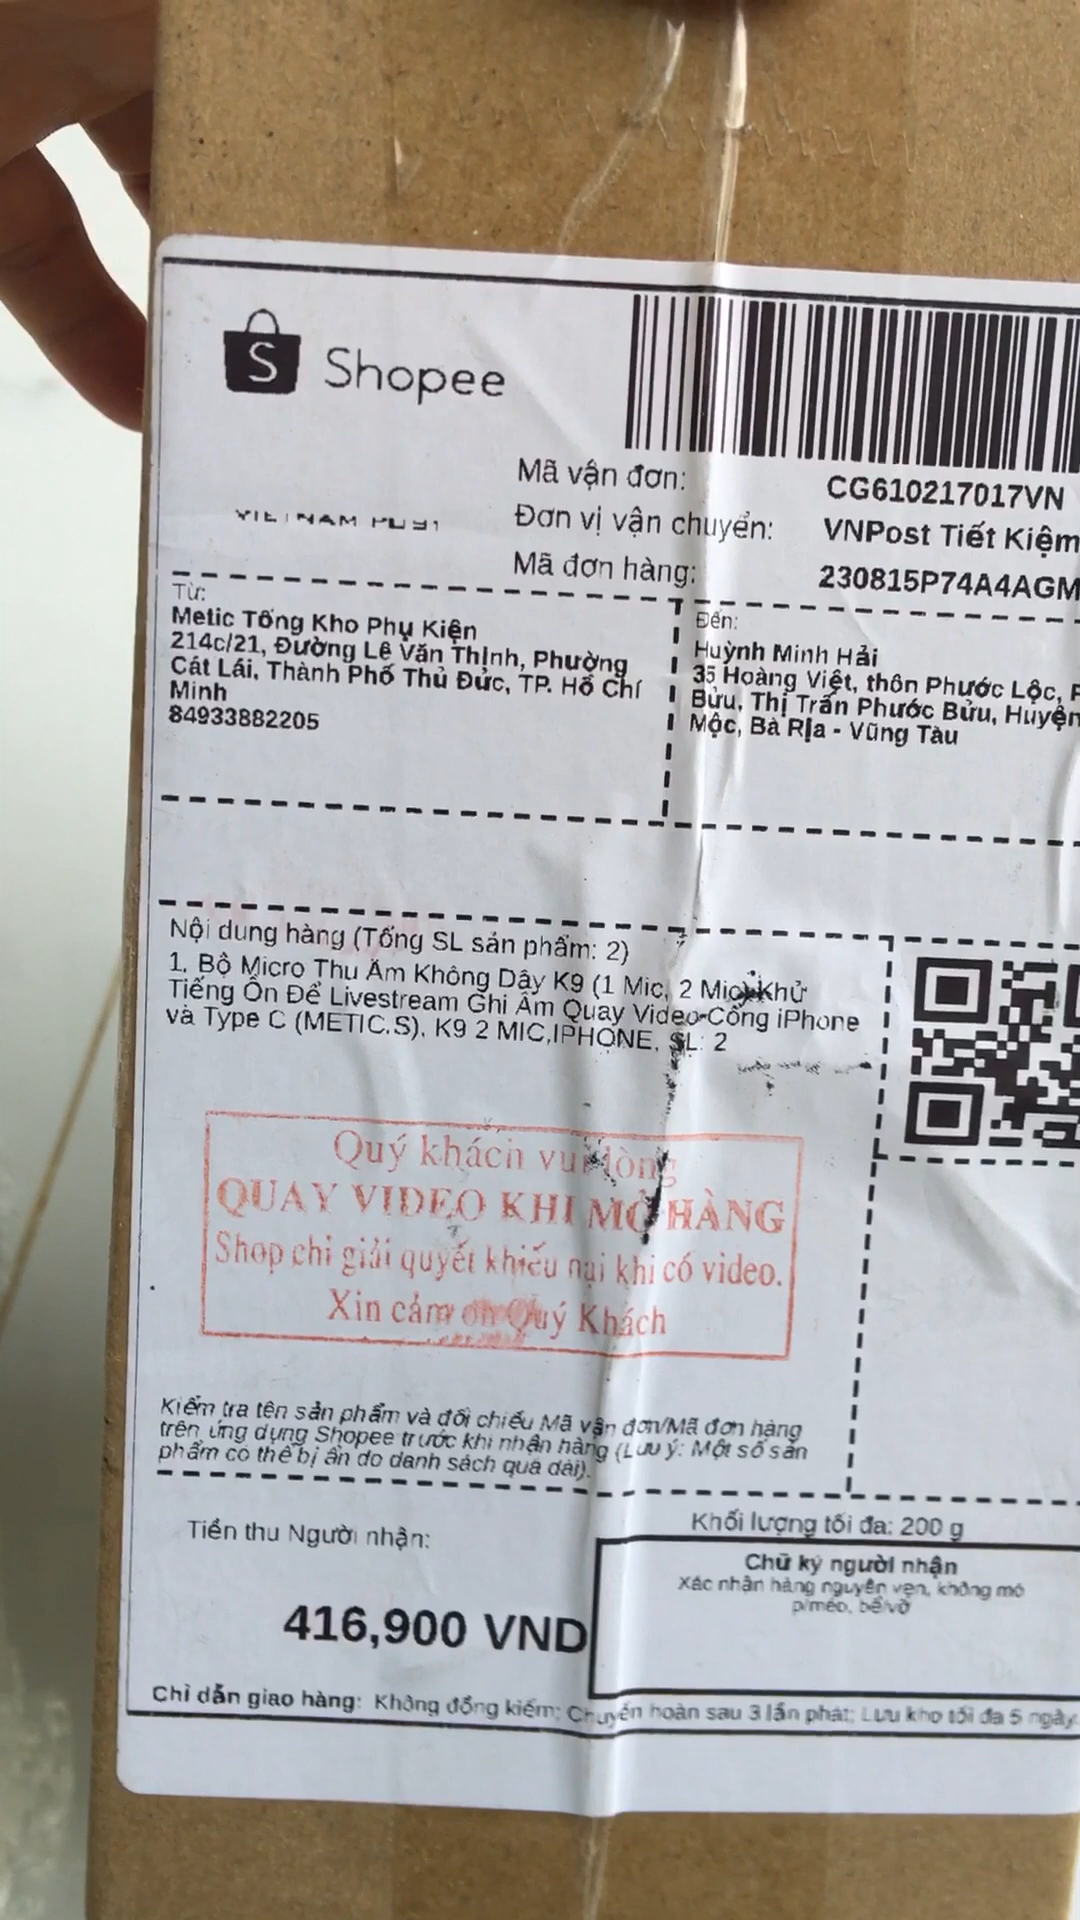 Shopee
Mã vận đơn: CG610217017VN
Đơn vị vận chuyển: VNPost Tiết Kiệm
Mã đơn hàng: 230815P74A4AGM
Từ:
Metic Tổng Kho Phụ Kiện
214c/21, Đường Lê Văn Thịnh, Phường
Cát Lái, Thành Phố Thủ Đức, TP. Hồ Chí
Minh
84933882205
Đến:
Huỳnh Minh Hải
35 Hoàng Việt, thôn Phước Lộc,
Bửu, Thị Trấn Phước Bửu, Huyện
Mộc, Bà Rịa - Vũng Tàu
Nội dung hàng (Tổng SL sản phẩm: 2)
1. Bộ Micro Thu Âm Không Dây K9 (1 Mic, 2 Mic) Khử
Tiếng Ồn Để Livestream Ghi Âm Quay Video-Cổng iPhone
và Type C (METIC.S), K9 2 MIC,IPHONE, SL: 2
Quý khách vui lòng
QUAY VIDEO KHI MỞ HÀNG
Shop chỉ giải quyết khiếu nại khi có video.
Xin cảm ơn Quý Khách
Kiểm tra tên sản phẩm và đối chiếu Mã vận đơn/Mã đơn hàng
trên ứng dụng Shopee trước khi nhận hàng (Lưu ý: Một số sản
phẩm có thể bị ẩn do danh sách quá dài).
Tiền thu Người nhận:
416,900 VND
Khối lượng tối đa: 200 g
Chữ ký người nhận
Xác nhận hàng nguyên vẹn, không mó
p/méo, bể/vỡ
Chỉ dẫn giao hàng: Không đồng kiểm; Chuyển hoàn sau 3 lần phát; Lưu kho tối đa 5 ngày